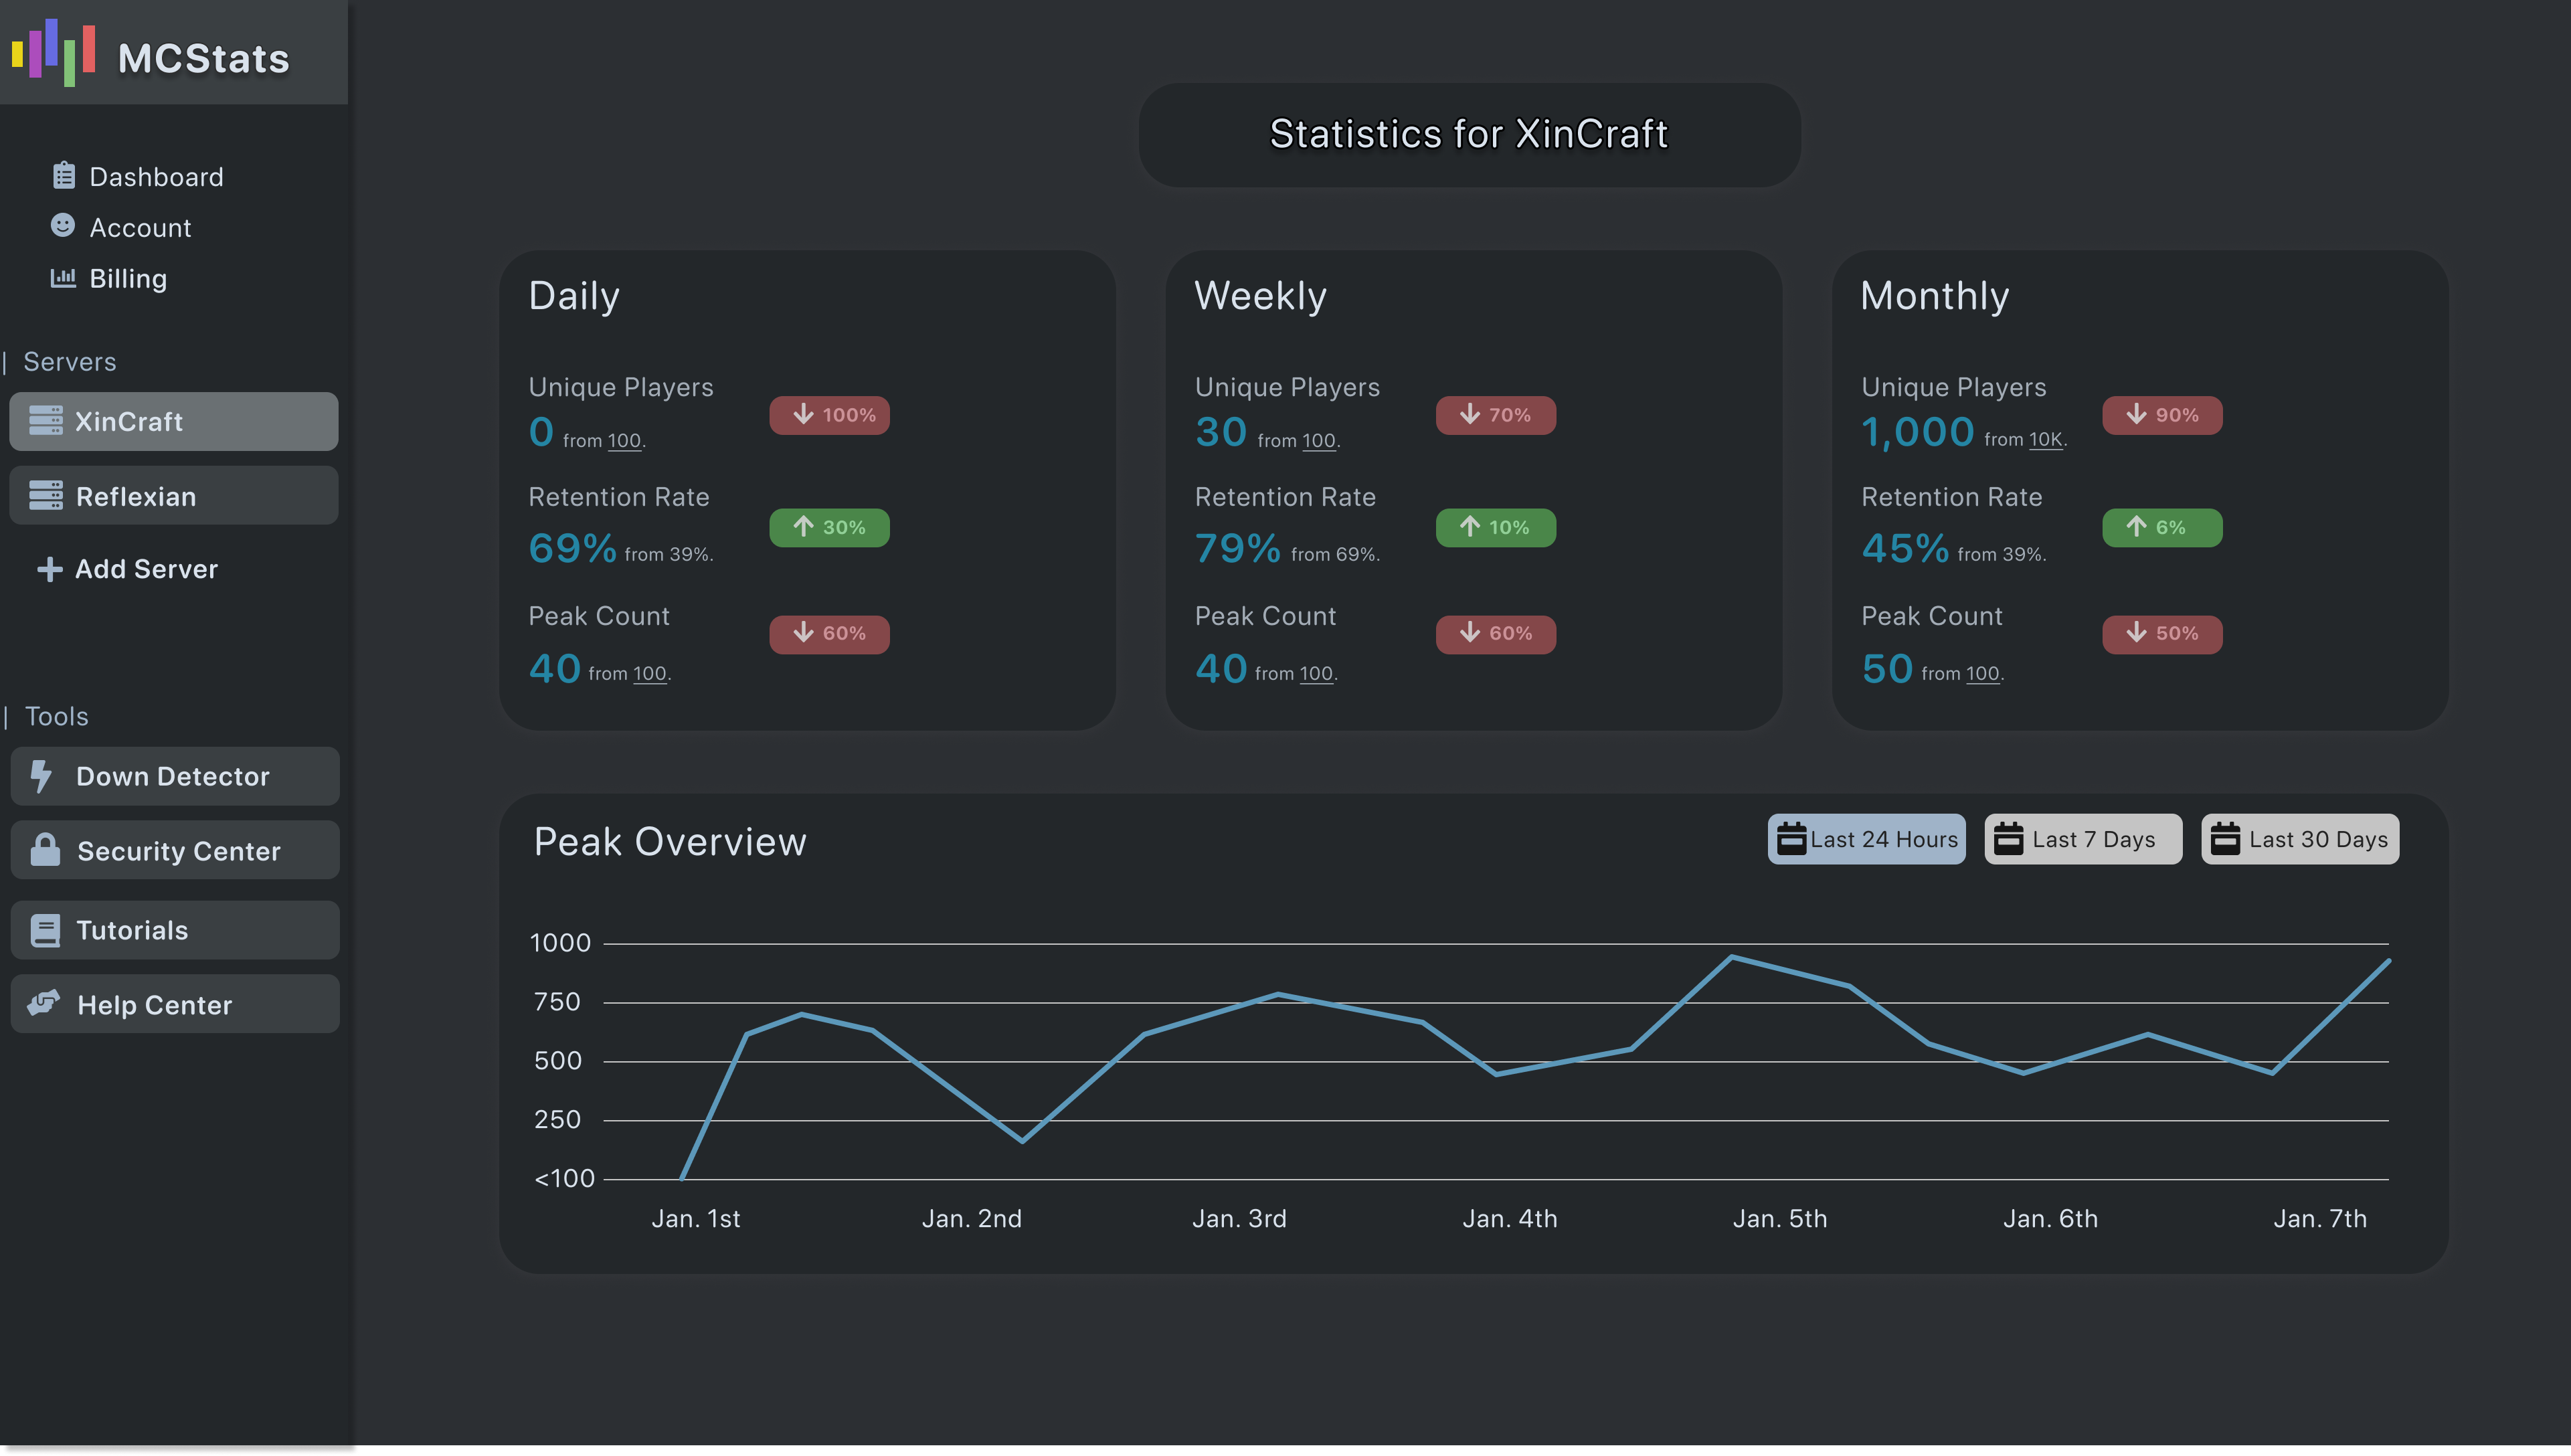 MCStats
Dashboard
Account
Billing
Servers
XinCraft
Reflexian
Add Server
Tools
Down Detector
Security Center
Tutorials
Help Center
Statistics for XinCraft
Daily
Unique Players
0 from 100.
↓ 100%
Retention Rate
69% from 39%.
↑ 30%
Peak Count
40 from 100.
↓ 60%
Weekly
Unique Players
30 from 100.
↓ 70%
Retention Rate
79% from 69%.
↑ 10%
Peak Count
40 from 100.
↓ 60%
Monthly
Unique Players
1,000 from 10K.
↓ 90%
Retention Rate
45% from 39%.
↑ 6%
Peak Count
50 from 100.
↓ 50%
Peak Overview
Last 24 Hours
Last 7 Days
Last 30 Days
1000
750
500
250
<100
Jan. 1st
Jan. 2nd
Jan. 3rd
Jan. 4th
Jan. 5th
Jan. 6th
Jan. 7th